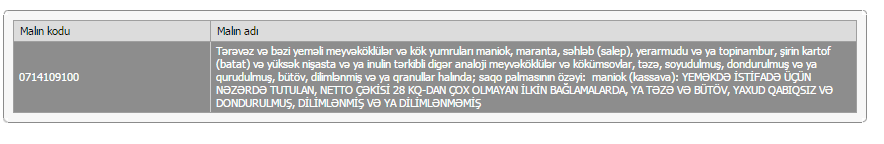 Malın kodu Malın adı
Tərəvəz və bəzi yeməli meyvəköklülər və kök yumruları maniok, maranta, səhləb (salep), yerarmudu və ya topinambur, şirin kartof
(batat) və yüksək nişasta və ya inulin tərkibli digər analoji meyvəköklülər və kökümsovlar, təzə, soyudulmuş, dondurulmuş və ya
0714109100 qurudulmuş, bütöv, dilimlənmiş və ya qranullar halında; saqo palmasının özəyi: maniok (kassava): YEMƏKDƏ İSTİFADƏ ÜÇÜN
NƏZƏRDƏ TUTULAN, NETTO ÇƏKİSİ 28 KQ-DAN ÇOX OLMAYAN İLKİN BAĞLAMALARDA, YA TƏZƏ VƏ BÜTÖV, YAXUD QABIQSIZ VƏ
DONDURULMUŞ, DİLİMLƏNMİŞ VƏ YA DİLİMLƏNMƏMİŞ